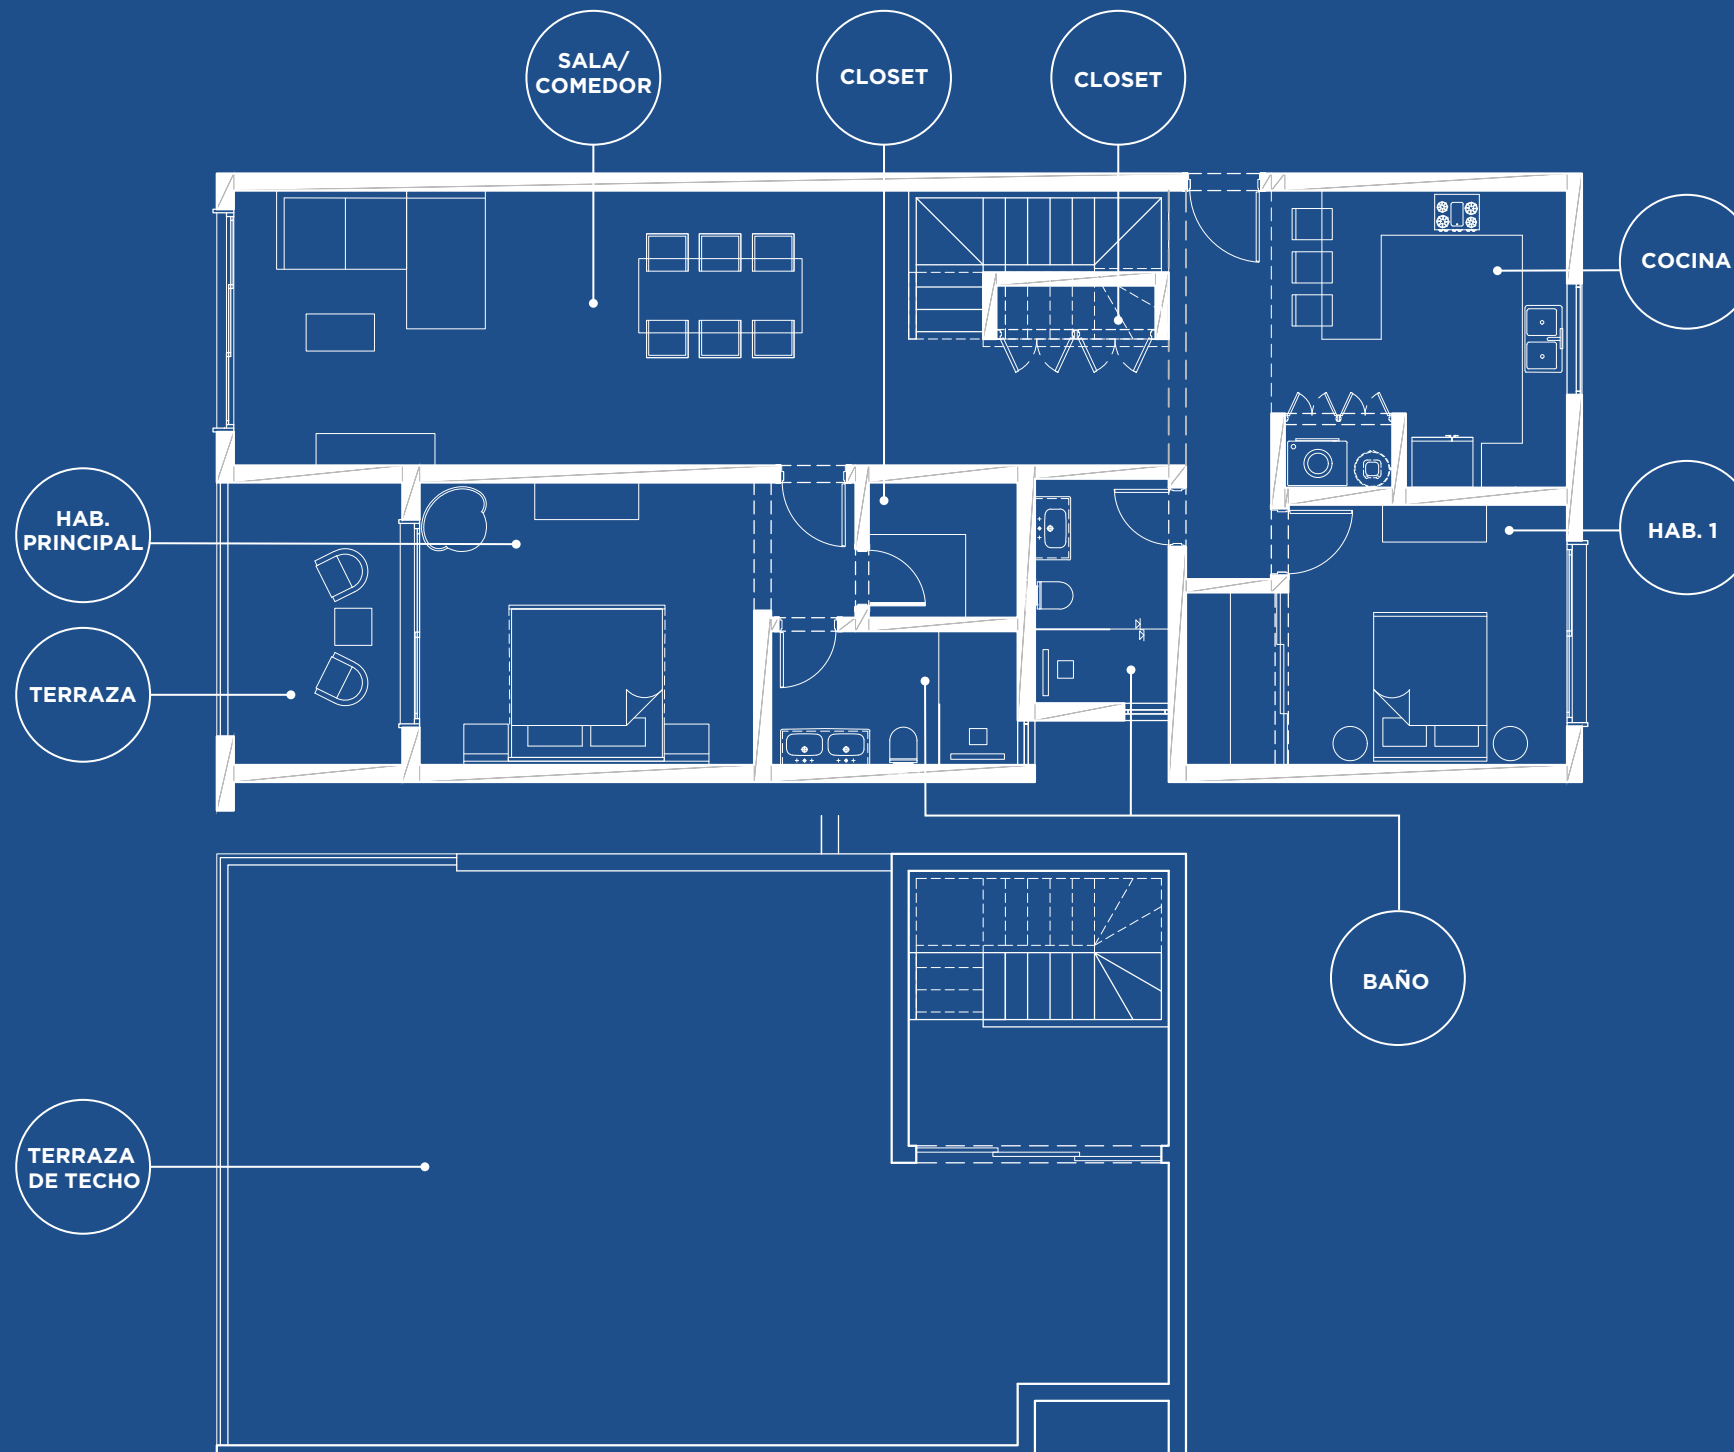 SALA/
COMEDOR
CLOSET
CLOSET
COCINA
HAB.
PRINCIPAL
HAB. 1
TERRAZA
BAÑO
TERRAZA
DE TECHO